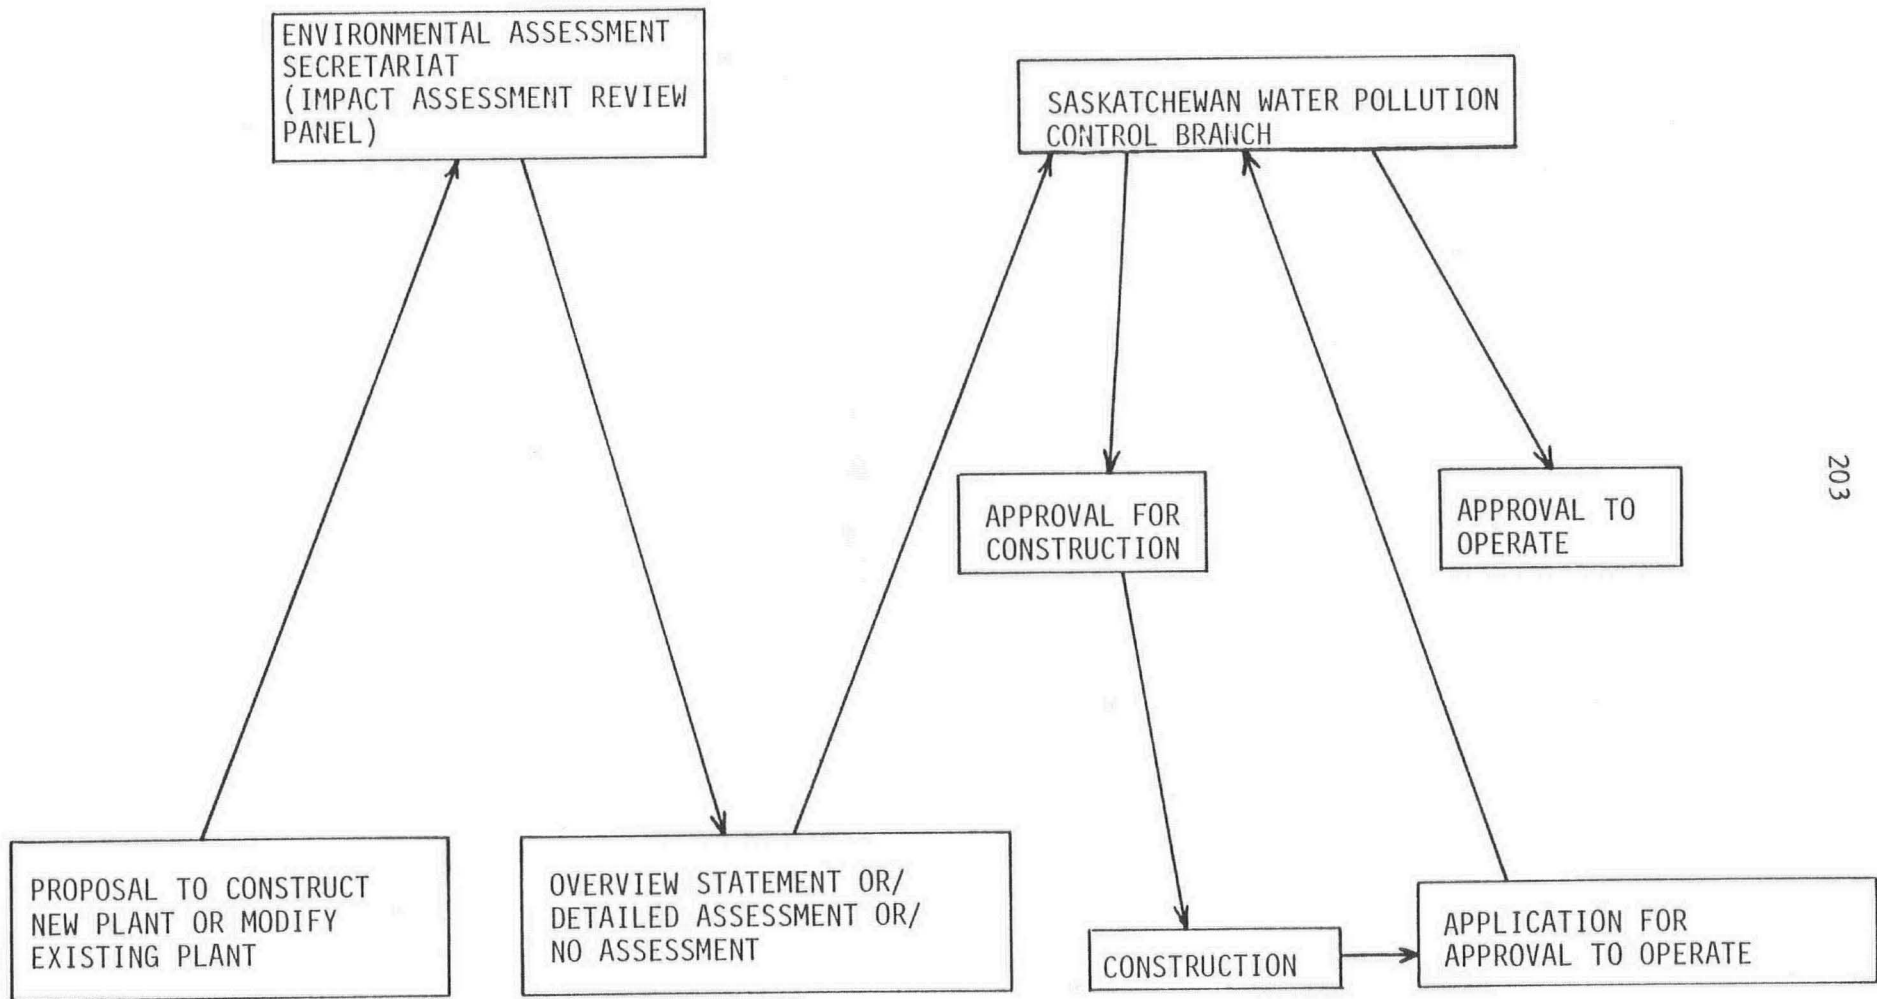 ENVIRONMENTAL ASSESSMENT
SECRETARIAT
(IMPACT ASSESSMENT REVIEW
PANEL)
SASKATCHEWAN WATER POLLUTION
CONTROL BRANCH
APPROVAL FOR
CONSTRUCTION
APPROVAL TO
OPERATE
203
PROPOSAL TO CONSTRUCT
NEW PLANT OR MODIFY
EXISTING PLANT
OVERVIEW STATEMENT OR/
DETAILED ASSESSMENT OR/
NO ASSESSMENT
CONSTRUCTION
APPLICATION FOR
APPROVAL TO OPERATE